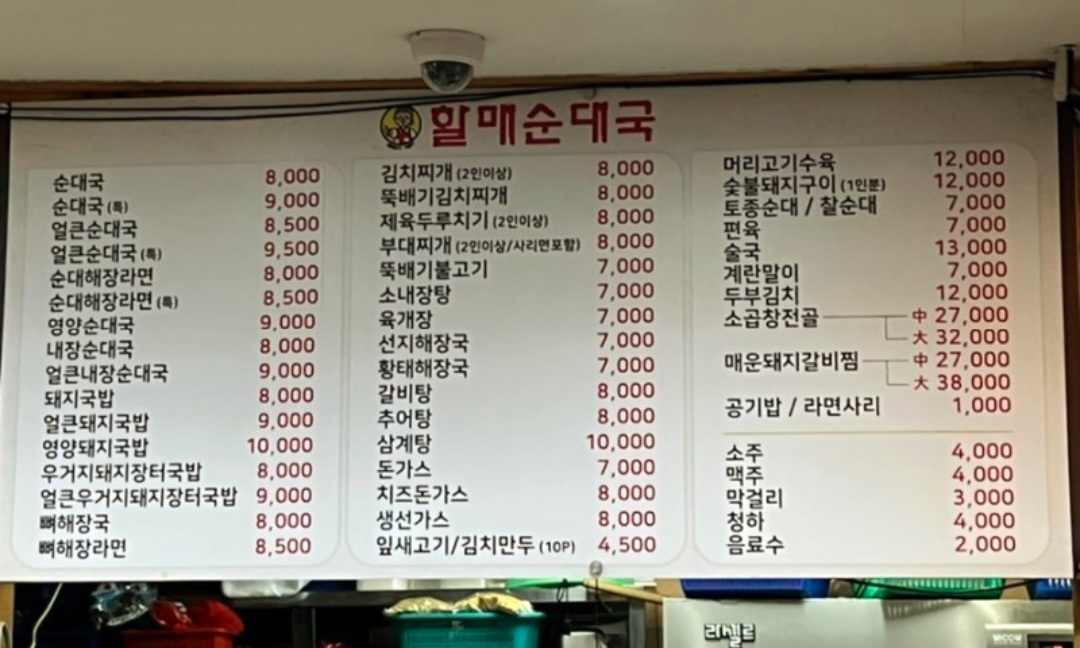 할매순대국
순대국 8,000
순대국 (특) 9,000
얼큰순대국 8,500
얼큰순대국 (특) 9,500
순대해장라면 8,000
순대해장라면 (특) 8,500
영양순대국 9,000
내장순대국 8,000
얼큰내장순대국 9,000
돼지국밥 8,000
얼큰돼지국밥 9,000
영양돼지국밥 10,000
우거지돼지장터국밥 8,000
얼큰우거지돼지장터국밥 9,000
뼈해장국 8,000
뼈해장라면 8,500
김치찌개 (2인이상) 8,000
뚝배기김치찌개 8,000
제육두루치기 (2인이상) 8,000
부대찌개 (2인이상/사리면포함) 8,000
뚝배기불고기 7,000
소내장탕 7,000
육개장 7,000
선지해장국 7,000
황태해장국 7,000
갈비탕 8,000
추어탕 8,000
삼계탕 10,000
돈가스 7,000
치즈돈가스 8,000
생선가스 8,000
잎새고기/김치만두 (10P) 4,500
머리고기수육 12,000
숯불돼지구이 (1인분) 12,000
토종순대 / 찰순대 7,000
편육 7,000
술국 13,000
계란말이 7,000
두부김치 12,000
소곱창전골 中 27,000
大 32,000
매운돼지갈비찜 中 27,000
大 38,000
공기밥 / 라면사리 1,000
소주 4,000
맥주 4,000
막걸리 3,000
청하 4,000
음료수 2,000
라셀르
MICOM